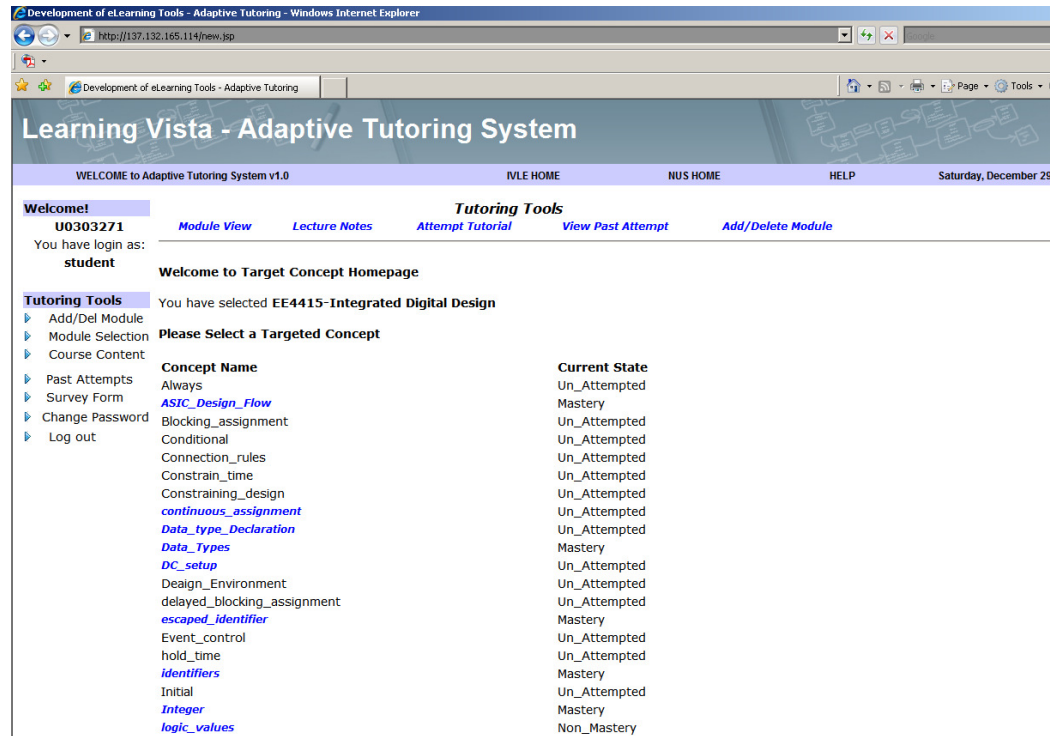 Development of eLearning Tools - Adaptive Tutoring - Windows Internet Explorer
http://137.132.165.114/new.jsp
Google
Development of eLearning Tools - Adaptive Tutoring
Page Tools
Learning Vista - Adaptive Tutoring System
WELCOME to Adaptive Tutoring System v1.0 IVLE HOME NUS HOME HELP Saturday, December 29
Welcome!
U0303271
You have login as:
student
Tutoring Tools
Add/Del Module
Module Selection
Course Content
Past Attempts
Survey Form
Change Password
Log out
Tutoring Tools
Module View Lecture Notes Attempt Tutorial View Past Attempt Add/Delete Module
Welcome to Target Concept Homepage
You have selected EE4415-Integrated Digital Design
Please Select a Targeted Concept
Concept Name Current State
Always Un_Attempted
ASIC_Design_Flow Mastery
Blocking_assignment Un_Attempted
Conditional Un_Attempted
Connection_rules Un_Attempted
Constrain_time Un_Attempted
Constraining_design Un_Attempted
continuous_assignment Un_Attempted
Data_type_Declaration Un_Attempted
Data_Types Mastery
DC_setup Un_Attempted
Deaign_Environment Un_Attempted
delayed_blocking_assignment Un_Attempted
escaped_identifier Mastery
Event_control Un_Attempted
hold_time Un_Attempted
identifiers Mastery
Initial Un_Attempted
Integer Mastery
logic_values Non_Mastery